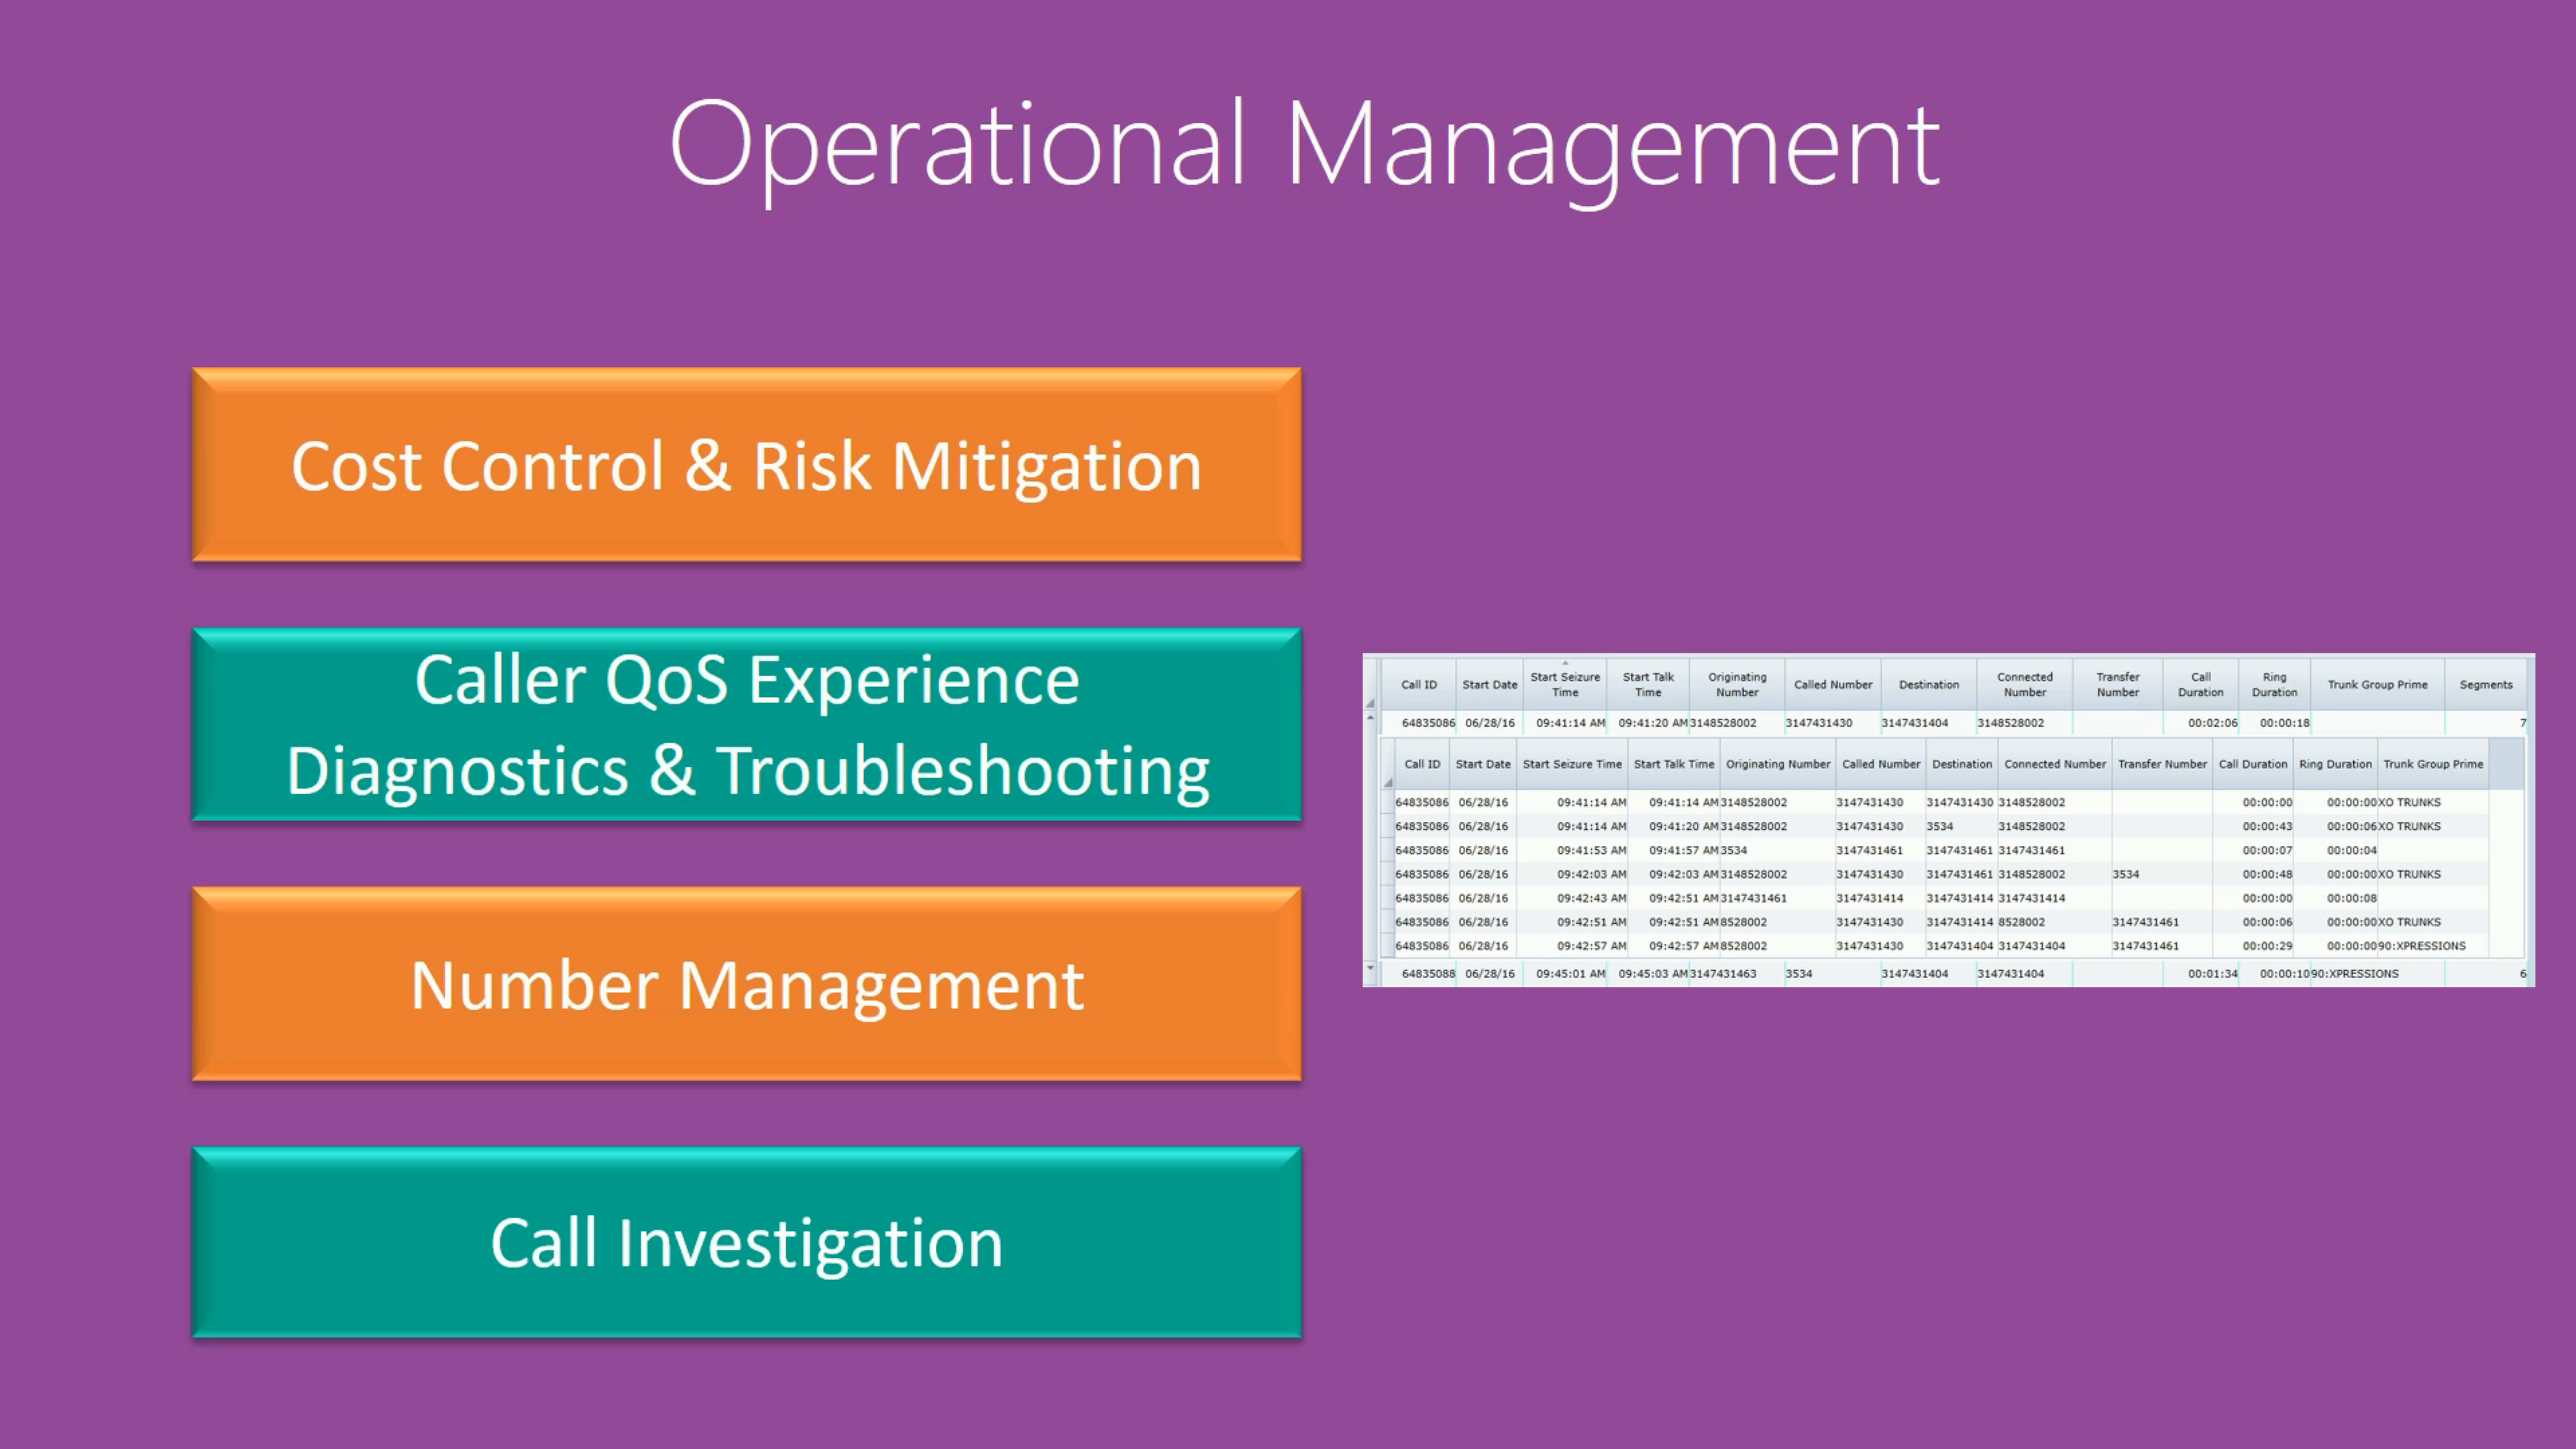 Operational Management
Cost Control & Risk Mitigation
Caller QoS Experience
Diagnostics & Troubleshooting
Number Management
Call Investigation
Call ID Start Date Start Seizure Time Start Talk Time Originating Number Called Number Destination Connected Number Transfer Number Call Duration Ring Duration Trunk Group Prime Segments
64835086 06/28/16 09:41:14 AM 09:41:20 AM 3148528002 3147431430 3147431404 3148528002 00:02:06 00:00:18 7
Call ID Start Date Start Seizure Time Start Talk Time Originating Number Called Number Destination Connected Number Transfer Number Call Duration Ring Duration Trunk Group Prime
64835086 06/28/16 09:41:14 AM 09:41:14 AM 3148528002 3147431430 3147431430 3148528002 00:00:00 00:00:00 XO TRUNKS
64835086 06/28/16 09:41:14 AM 09:41:20 AM 3148528002 3147431430 3534 3148528002 00:00:43 00:00:06 XO TRUNKS
64835086 06/28/16 09:41:53 AM 09:41:57 AM 3534 3147431461 3147431461 3147431461 00:00:07 00:00:04
64835086 06/28/16 09:42:03 AM 09:42:03 AM 3148528002 3147431430 3147431461 3148528002 3534 00:00:48 00:00:00 XO TRUNKS
64835086 06/28/16 09:42:43 AM 09:42:51 AM 3147431461 3147431414 3147431414 3147431414 00:00:00 00:00:08
64835086 06/28/16 09:42:51 AM 09:42:51 AM 8528002 3147431430 3147431414 8528002 3147431461 00:00:06 00:00:00 XO TRUNKS
64835086 06/28/16 09:42:57 AM 09:42:57 AM 8528002 3147431430 3147431404 3147431404 3147431461 00:00:29 00:00:00 90:XPRESSIONS
64835088 06/28/16 09:45:01 AM 09:45:03 AM 3147431463 3534 3147431404 3147431404 00:01:34 00:00:10 90:XPRESSIONS 6